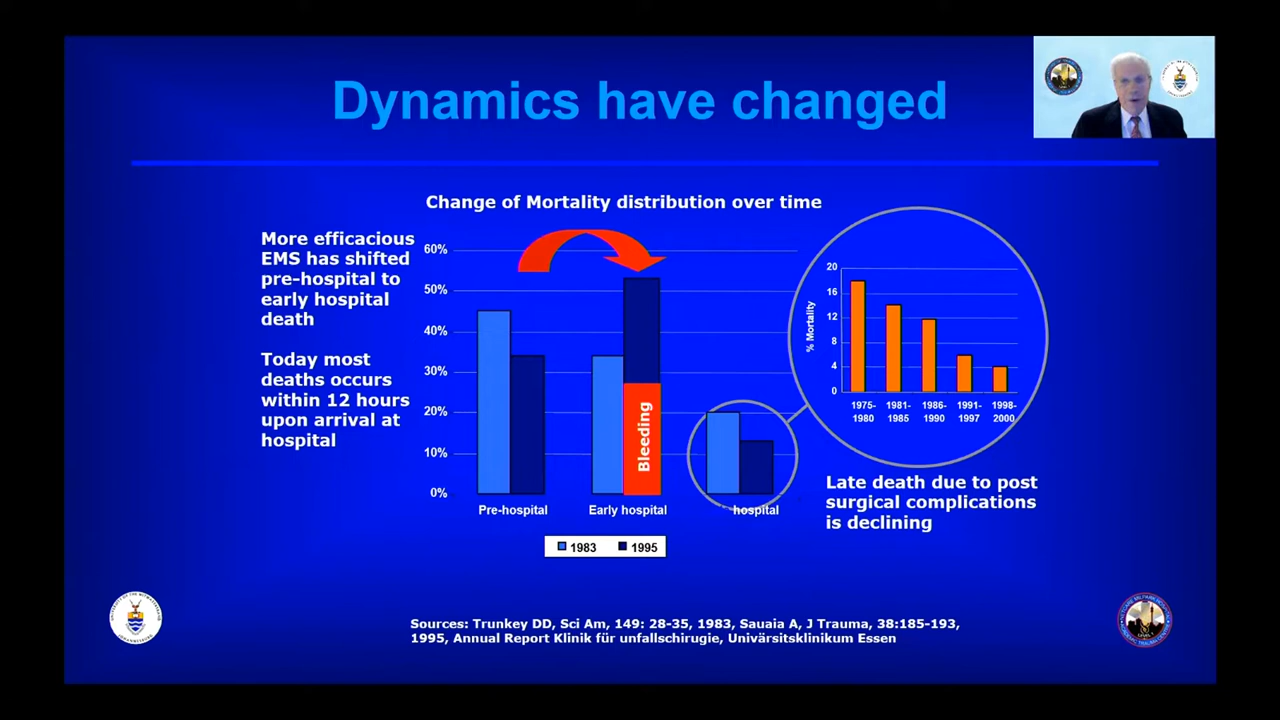 Dynamics have changed
Change of Mortality distribution over time
More efficacious
EMS has shifted
pre-hospital to
early hospital
death
Today most
deaths occurs
within 12 hours
upon arrival at
hospital
60%
50%
40%
30%
20%
10%
0%
Bleeding
Pre-hospital
Early hospital
hospital
1983
1995
% Mortality
20
16
12
8
4
0
1975-
1980
1981-
1985
1986-
1990
1991-
1997
1998-
2000
Late death due to post
surgical complications
is declining
Sources: Trunkey DD, Sci Am, 149: 28-35, 1983, Sauaia A, J Trauma, 38:185-193,
1995, Annual Report Klinik für unfallschirugie, Univärsitsklinikum Essen